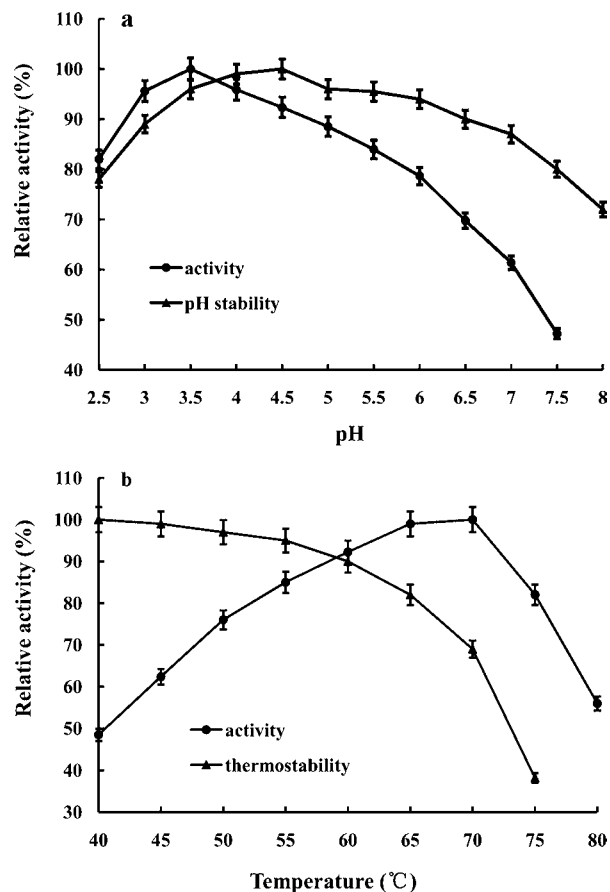 a
110
100
90
80
70
60
50
40
Relative activity (%)
activity
pH stability
2.5 3 3.5 4 4.5 5 5.5 6 6.5 7 7.5 8
pH
b
110
100
90
80
70
60
50
40
30
Relative activity (%)
activity
thermostability
40 45 50 55 60 65 70 75 80
Temperature (℃)